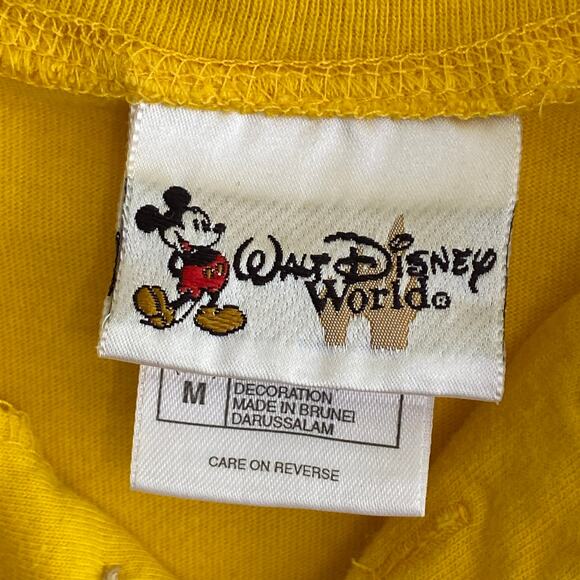 Walt Disney
World®
M
DECORATION
MADE IN BRUNEI
DARUSSALAM
CARE ON REVERSE